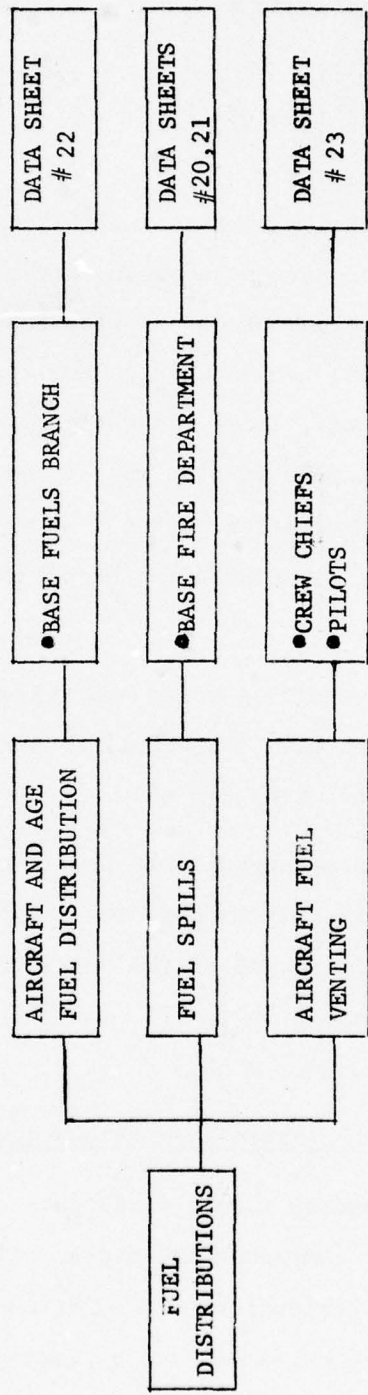 FUEL
DISTRIBUTIONS
AIRCRAFT AND AGE
FUEL DISTRIBUTION
●BASE FUELS BRANCH
DATA SHEET
# 22
FUEL SPILLS
●BASE FIRE DEPARTMENT
DATA SHEETS
#20,21
AIRCRAFT FUEL
VENTING
●CREW CHIEFS
●PILOTS
DATA SHEET
# 23